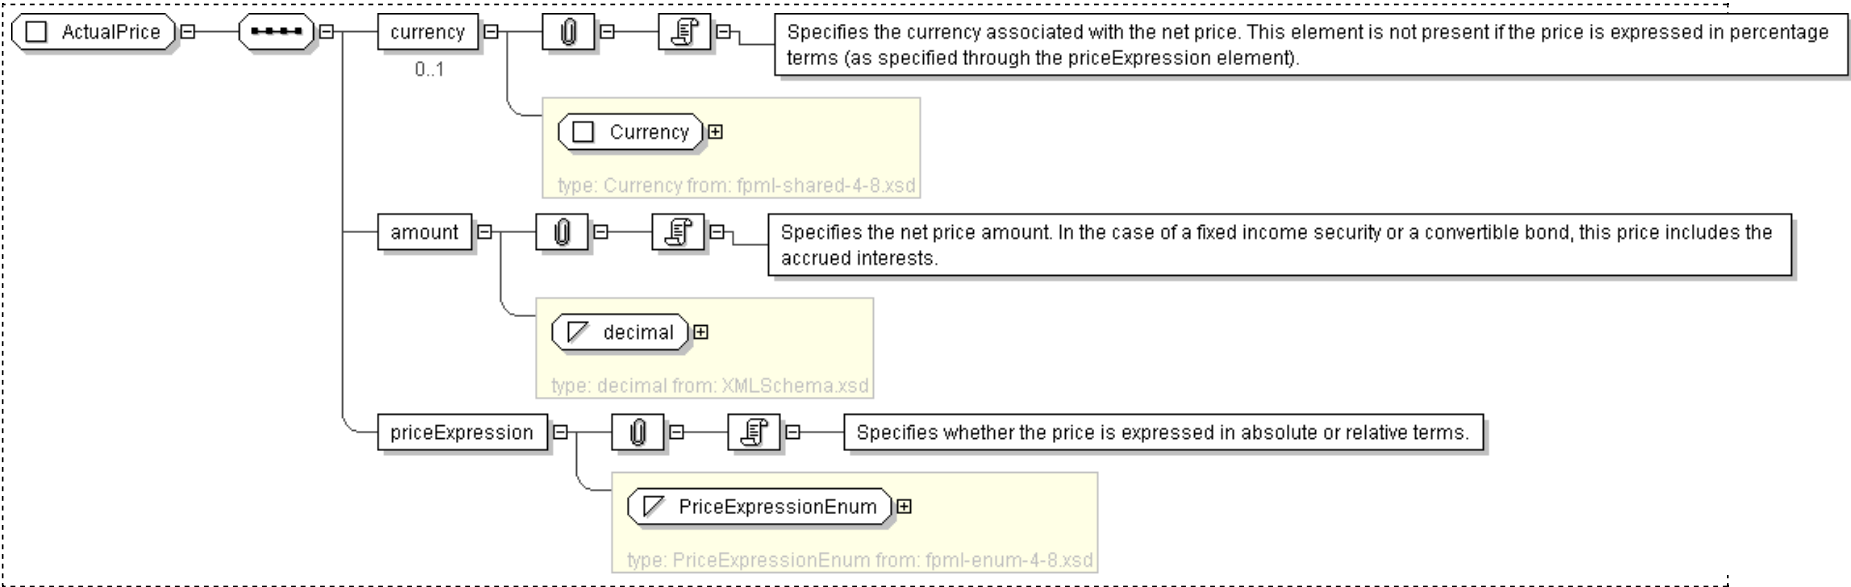 ActualPrice
currency
0..1
Specifies the currency associated with the net price. This element is not present if the price is expressed in percentage
terms (as specified through the priceExpression element).
Currency
type: Currency from: fpml-shared-4-8.xsd
amount
Specifies the net price amount. In the case of a fixed income security or a convertible bond, this price includes the
accrued interests.
decimal
type: decimal from: XMLSchema.xsd
priceExpression
Specifies whether the price is expressed in absolute or relative terms.
PriceExpressionEnum
type: PriceExpressionEnum from: fpml-enum-4-8.xsd